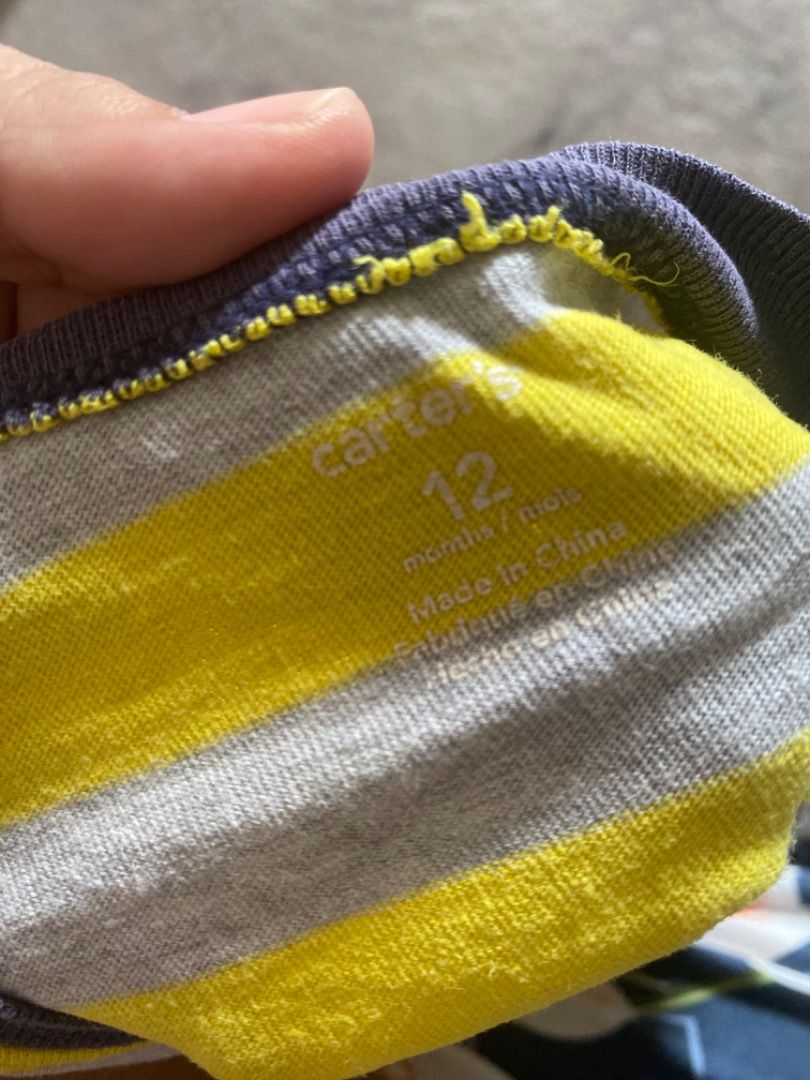 carter's
12
months / mois
Made in China
Fabriqué en Chine
Hecho en China